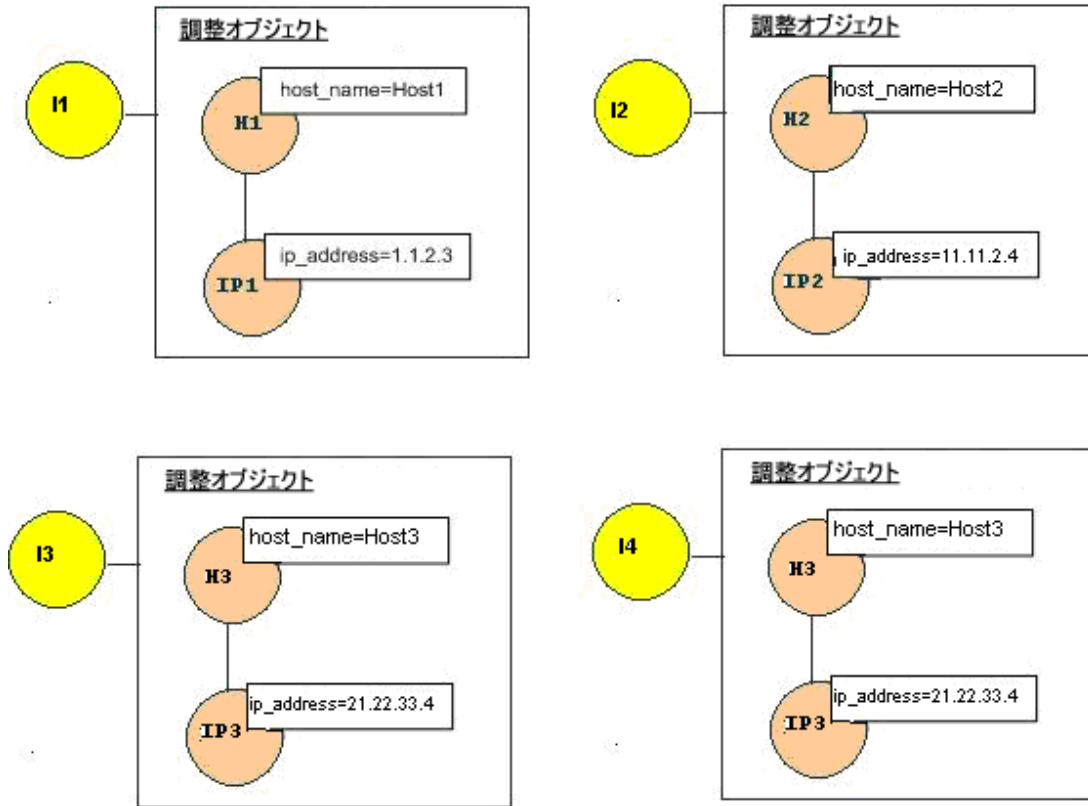 調整オブジェクト
host_name=Host1
I1
H1
ip_address=1.1.2.3
IP1
調整オブジェクト
host_name=Host2
I2
H2
ip_address=11.11.2.4
IP2
調整オブジェクト
host_name=Host3
I3
H3
ip_address=21.22.33.4
IP3
調整オブジェクト
host_name=Host3
I4
H3
ip_address=21.22.33.4
IP3